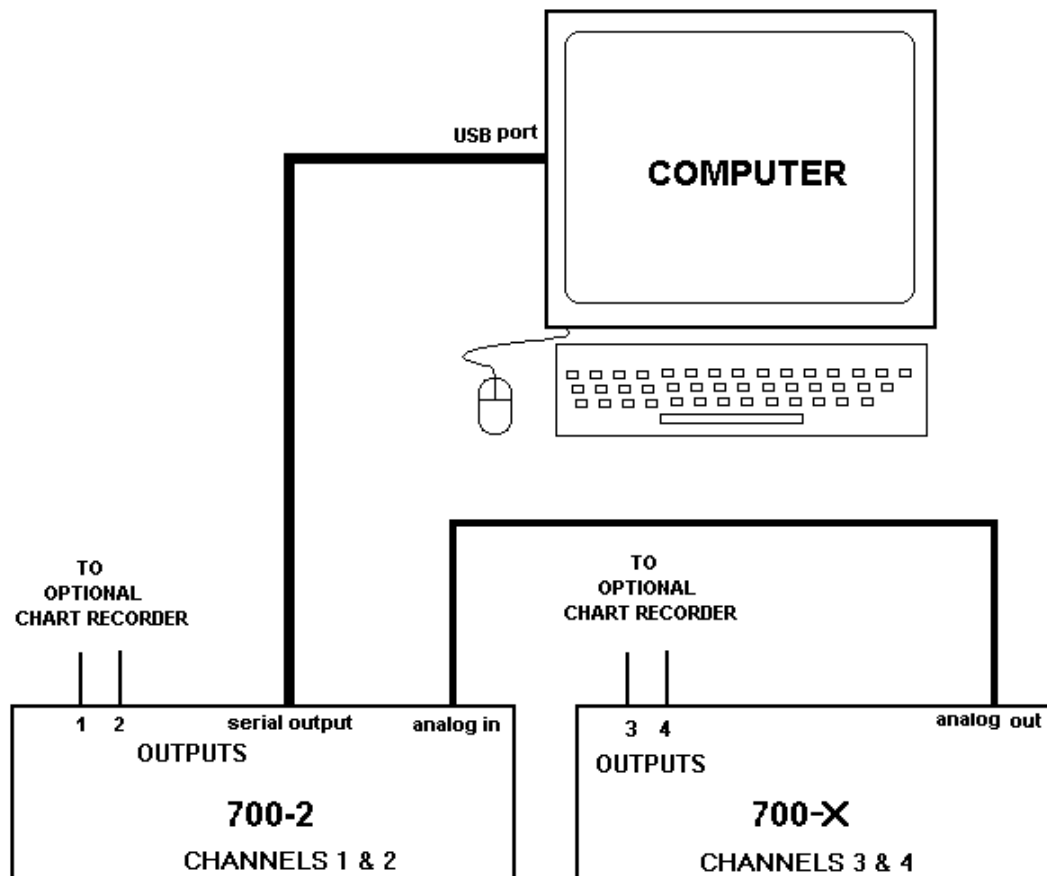 USB port
COMPUTER
TO
OPTIONAL
CHART RECORDER
TO
OPTIONAL
CHART RECORDER
1 2 serial output analog in
OUTPUTS
700-2
CHANNELS 1 & 2
3 4 analog out
OUTPUTS
700-X
CHANNELS 3 & 4